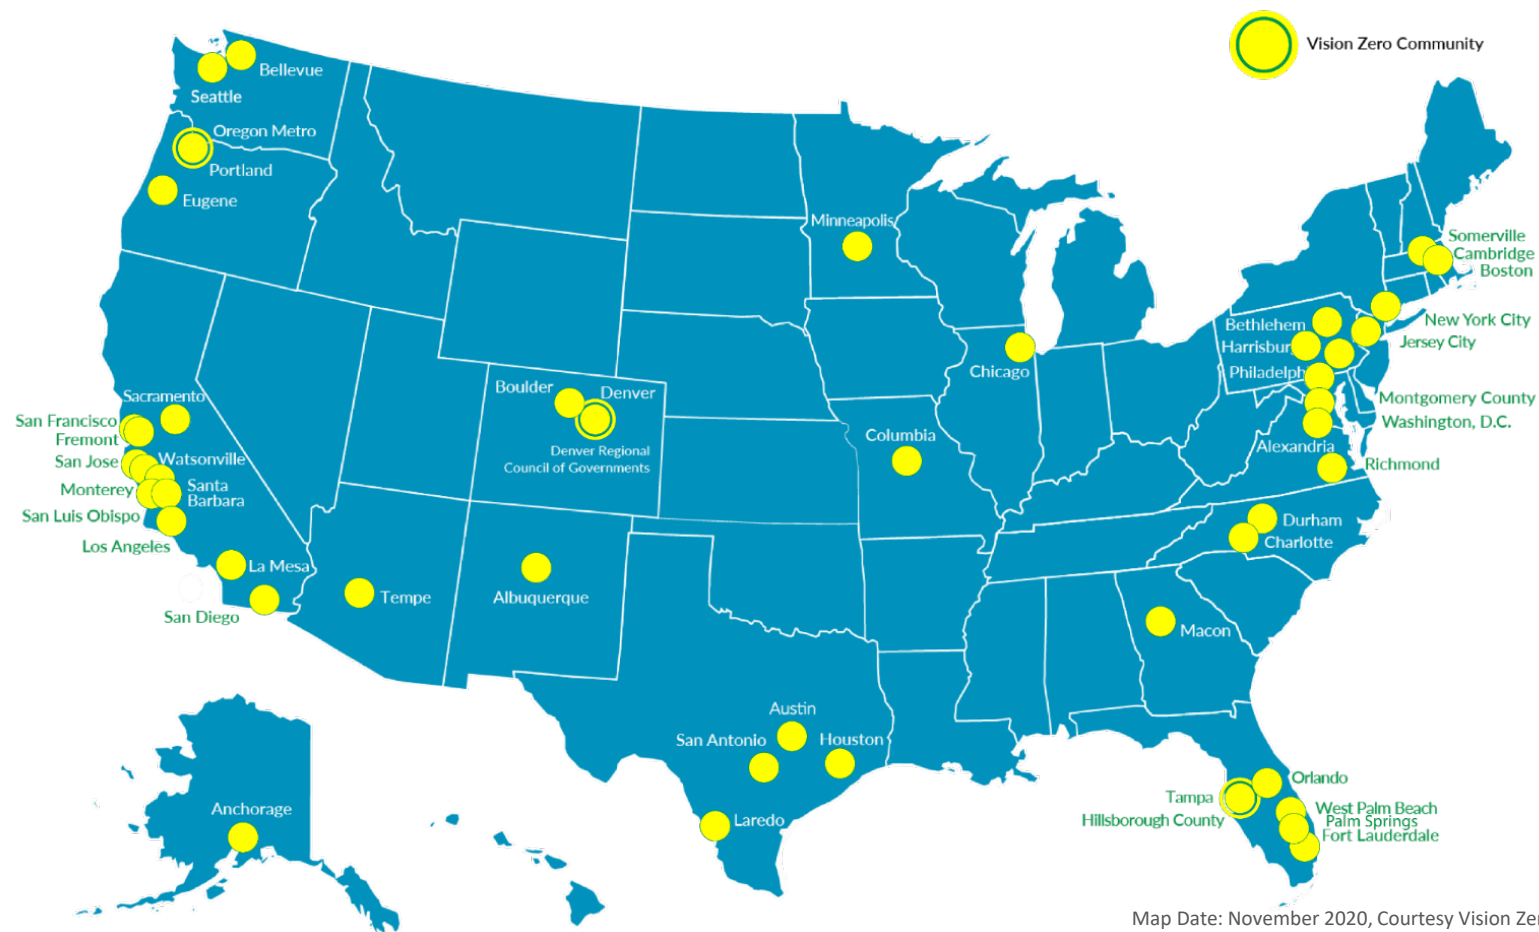 Vision Zero Community
Bellevue
Seattle
Oregon Metro
Portland
Eugene
Minneapolis
Somerville
Cambridge
Boston
New York City
Jersey City
Bethlehem
Harrisburg
Philadelph
Montgomery County
Washington, D.C.
Alexandria
Richmond
Chicago
Boulder
Denver
Denver Regional
Council of Governments
Columbia
Sacramento
San Francisco
Fremont
San Jose
Watsonville
Monterey
Santa
Barbara
San Luis Obispo
Los Angeles
La Mesa
San Diego
Tempe
Albuquerque
Durham
Charlotte
Macon
Austin
San Antonio
Houston
Laredo
Anchorage
Orlando
Tampa
Hillsborough County
West Palm Beach
Palm Springs
Fort Lauderdale
Map Date: November 2020, Courtesy Vision Zer